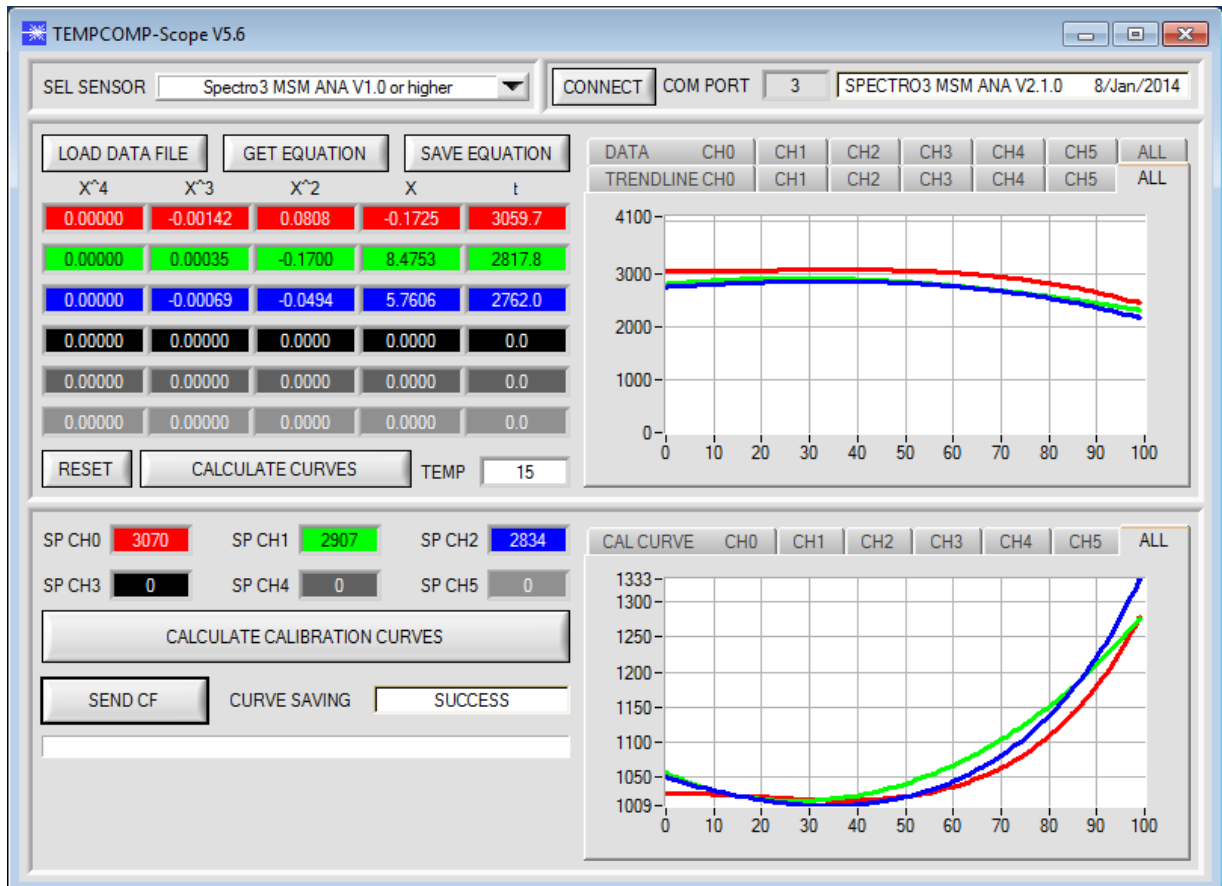 TEMPCOMP-Scope V5.6
SEL SENSOR Spectro3 MSM ANA V1.0 or higher CONNECT COM PORT 3 SPECTRO3 MSM ANA V2.1.0 8/Jan/2014
LOAD DATA FILE GET EQUATION SAVE EQUATION
X^4 X^3 X^2 X t
0.00000 -0.00142 0.0808 -0.1725 3059.7
0.00000 0.00035 -0.1700 8.4753 2817.8
0.00000 -0.00069 -0.0494 5.7606 2762.0
0.00000 0.00000 0.0000 0.0000 0.0
0.00000 0.00000 0.0000 0.0000 0.0
0.00000 0.00000 0.0000 0.0000 0.0
RESET CALCULATE CURVES TEMP 15
DATA CH0 CH1 CH2 CH3 CH4 CH5 ALL
TRENDLINE CH0 CH1 CH2 CH3 CH4 CH5 ALL
4100
3000
2000
1000
0
0 10 20 30 40 50 60 70 80 90 100
SP CH0 3070 SP CH1 2907 SP CH2 2834
SP CH3 0 SP CH4 0 SP CH5 0
CALCULATE CALIBRATION CURVES
SEND CF CURVE SAVING SUCCESS
CAL CURVE CH0 CH1 CH2 CH3 CH4 CH5 ALL
1333
1300
1250
1200
1150
1100
1050
1009
0 10 20 30 40 50 60 70 80 90 100